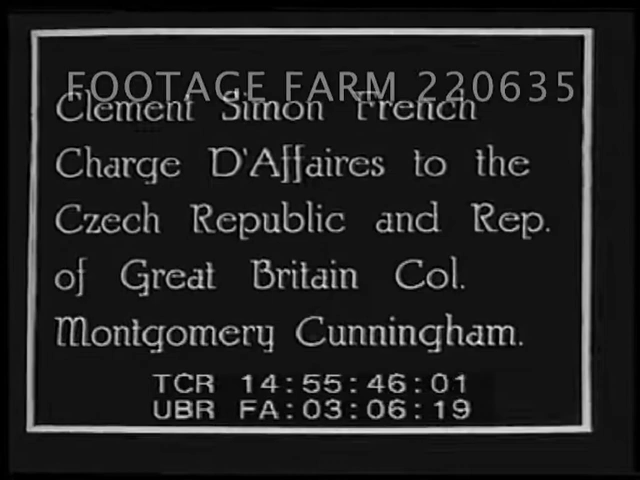 FOOTAGE FARM 220635
Clement Simon French
Charge D'Affaires to the
Czech Republic and Rep.
of Great Britain Col.
Montgomery Cunningham.
TCR 14:55:46:01
UBR FA:03:06:19